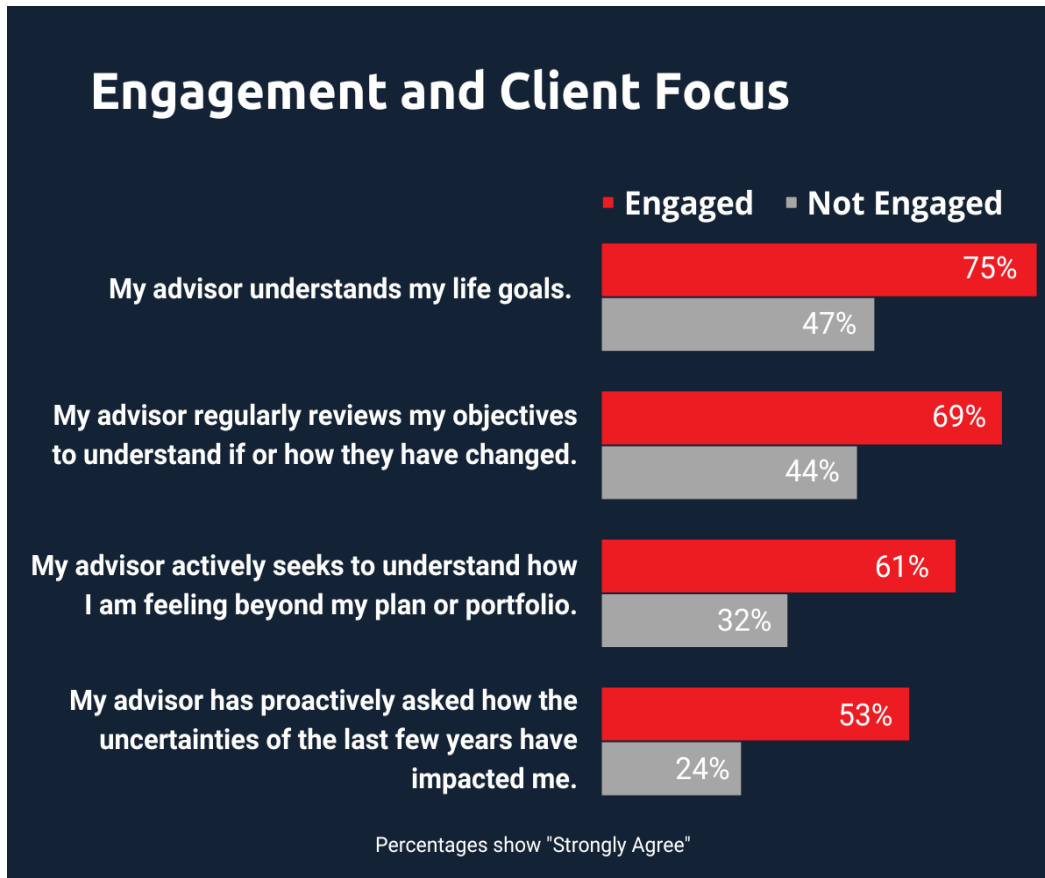 Engagement and Client Focus
Engaged Not Engaged
My advisor understands my life goals.
75%
47%
My advisor regularly reviews my objectives
to understand if or how they have changed.
69%
44%
My advisor actively seeks to understand how
I am feeling beyond my plan or portfolio.
61%
32%
My advisor has proactively asked how the
uncertainties of the last few years have
impacted me.
53%
24%
Percentages show "Strongly Agree"